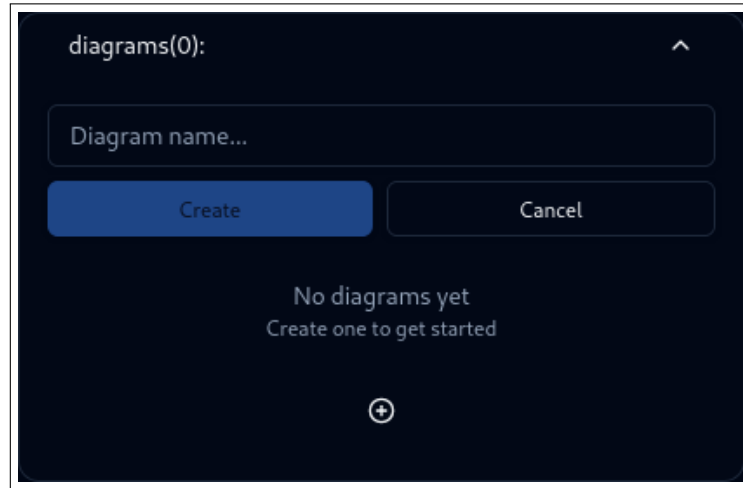 diagrams(0):
Diagram name...
Create Cancel
No diagrams yet
Create one to get started